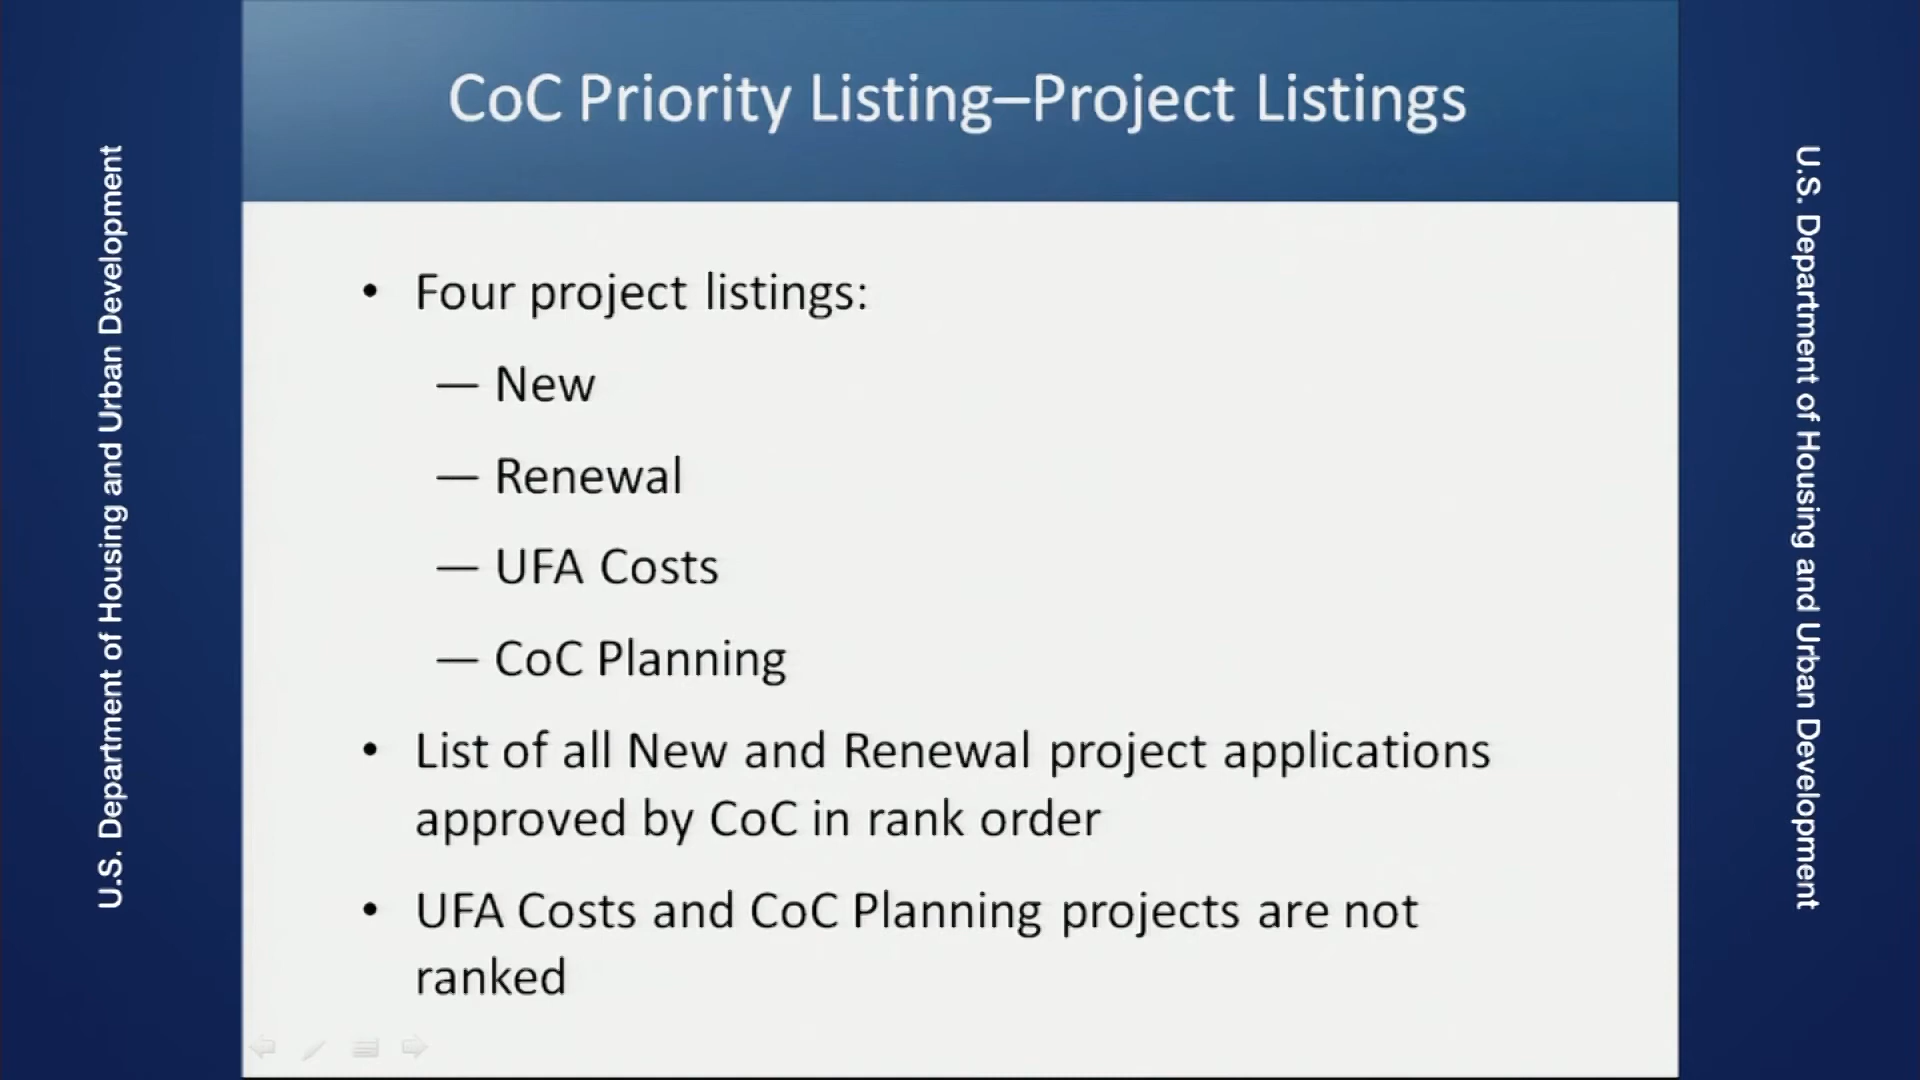 CoC Priority Listing–Project Listings
U.S. Department of Housing and Urban Development
• Four project listings:
— New
— Renewal
— UFA Costs
— CoC Planning
• List of all New and Renewal project applications
approved by CoC in rank order
• UFA Costs and CoC Planning projects are not
ranked
U.S. Department of Housing and Urban Development